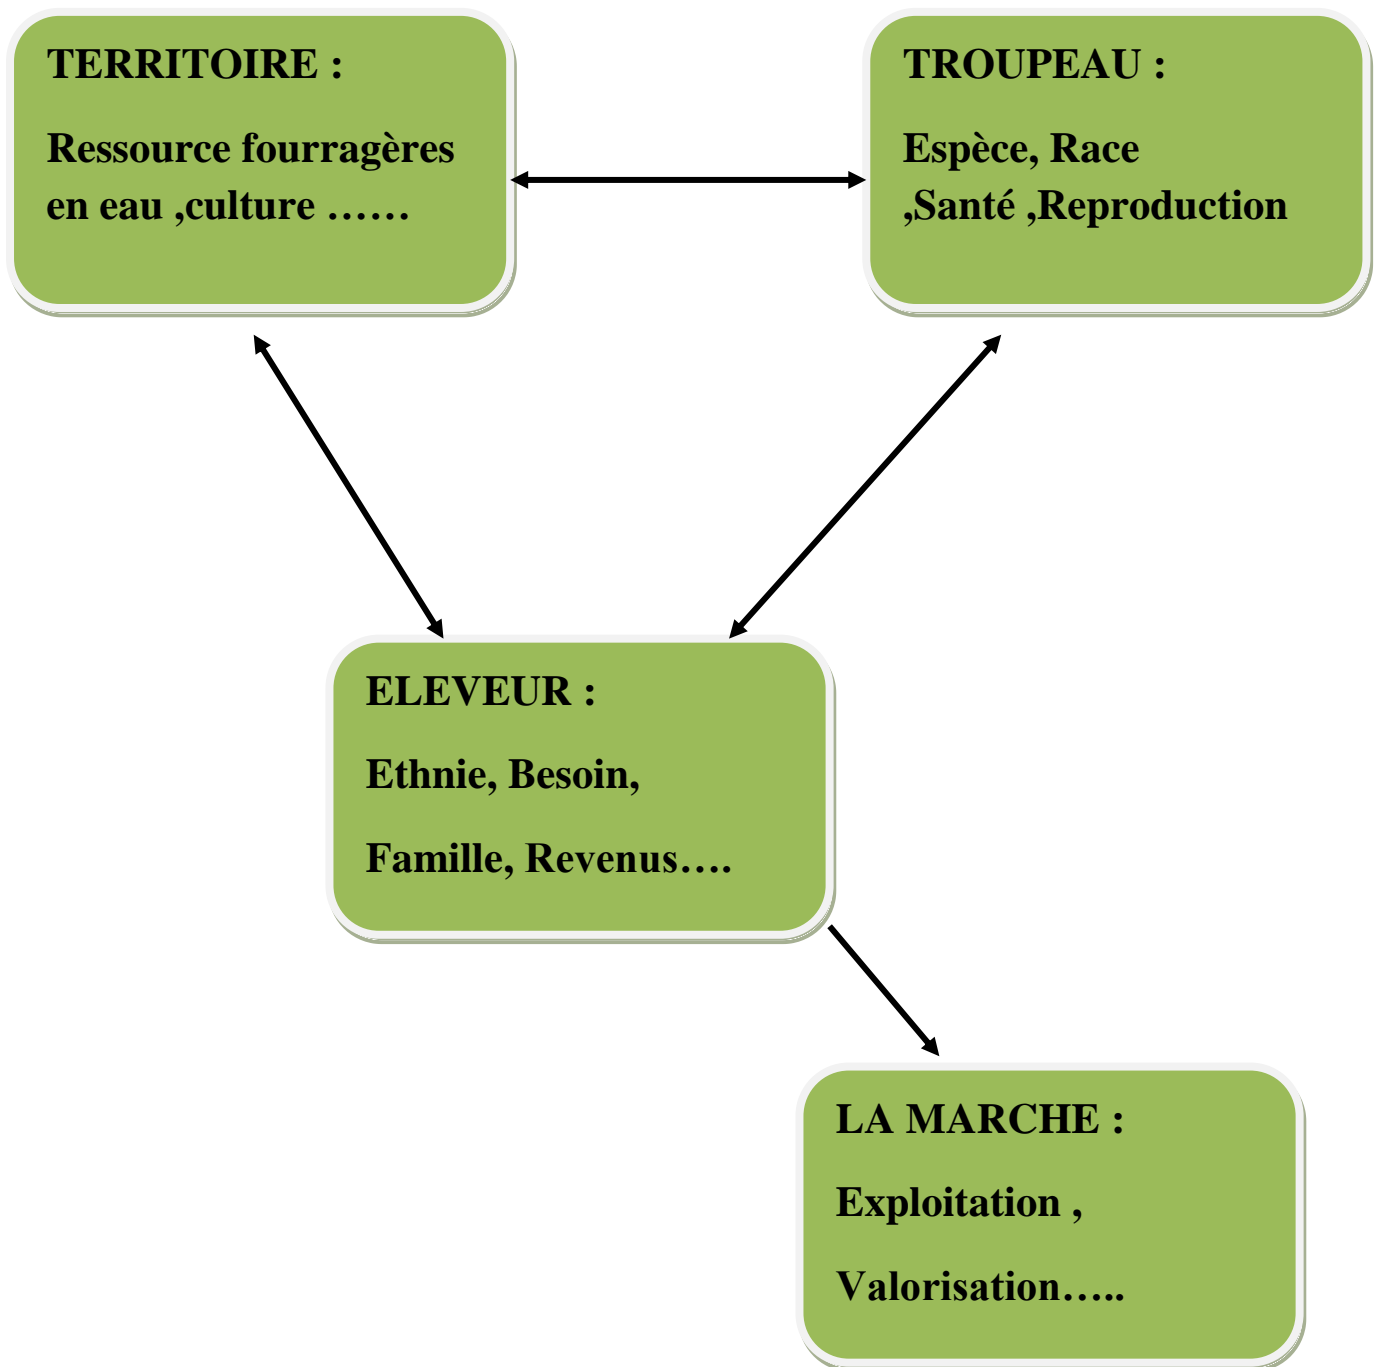 TERRITOIRE :
Ressource fourragères
en eau ,culture ……
TROUPEAU :
Espèce, Race
,Santé ,Reproduction
ELEVEUR :
Ethnie, Besoin,
Famille, Revenus….
LA MARCHE :
Exploitation ,
Valorisation…..